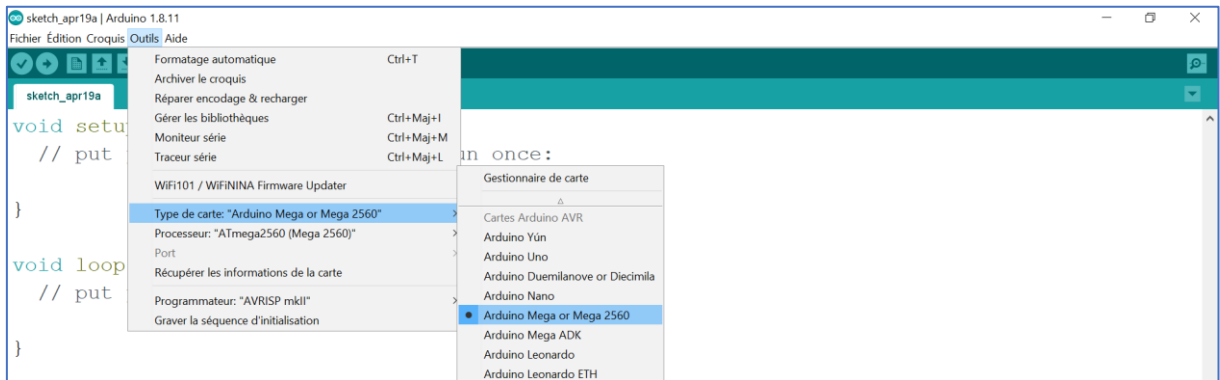 sketch_apr19a | Arduino 1.8.11
Fichier Édition Croquis Outils Aide
sketch_apr19a
Formatage automatique Ctrl+T
Archiver le croquis
Réparer encodage & recharger
Gérer les bibliothèques Ctrl+Maj+I
Moniteur série Ctrl+Maj+M
Traceur série Ctrl+Maj+L
WiFi101 / WiFiNINA Firmware Updater
Type de carte: "Arduino Mega or Mega 2560"
Processeur: "ATmega2560 (Mega 2560)"
Port
Récupérer les informations de la carte
Programmateur: "AVRISP mkII"
Graver la séquence d'initialisation
Gestionnaire de carte
Cartes Arduino AVR
Arduino Yún
Arduino Uno
Arduino Duemilanove or Diecimila
Arduino Nano
Arduino Mega or Mega 2560
Arduino Mega ADK
Arduino Leonardo
Arduino Leonardo ETH
void setu
// put un once:
}
void loop
// put
}